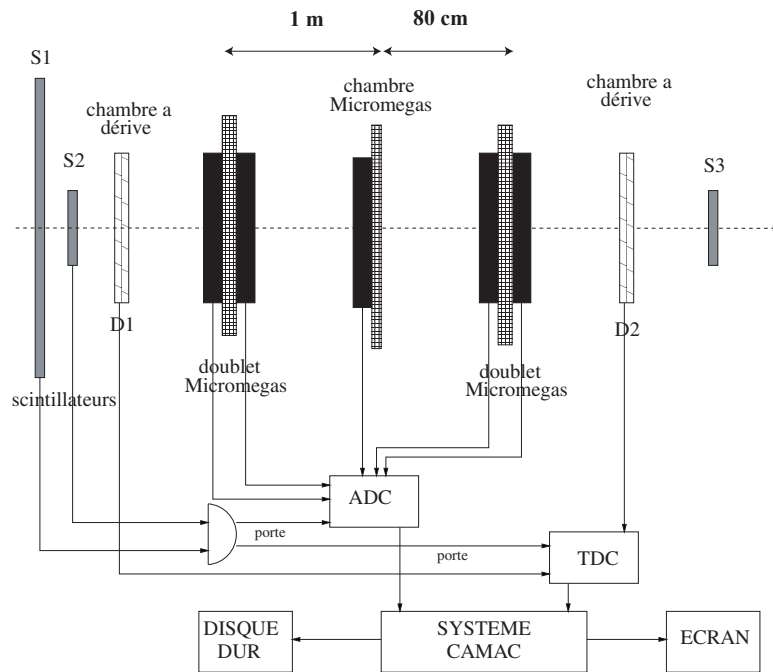 1 m
80 cm
S1
chambre a
dérive
S2
chambre
Micromegas
chambre a
dérive
S3
D1
D2
doublet
Micromegas
doublet
Micromegas
scintillateurs
ADC
porte
porte
TDC
DISQUE
DUR
SYSTEME
CAMAC
ECRAN